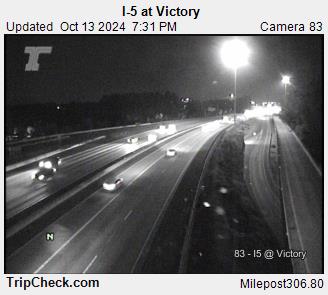 I-5 at Victory
Updated  Oct 13 2024  7:31 PM
Camera 83
T
N
83 - I5 @ Victory
TripCheck.com
Milepost306.80